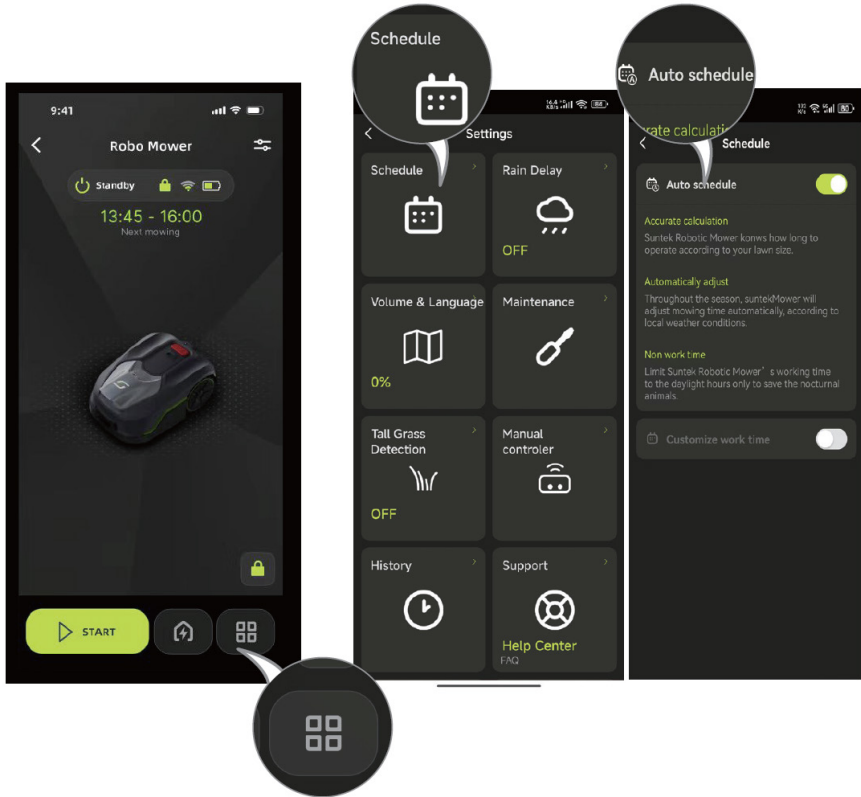 Schedule
Auto schedule
rate calculati
9:41
Robo Mower
Standby
13:45 - 16:00
Next mowing
START
Settings
Schedule
Rain Delay
OFF
Volume & Language
Maintenance
0%
Tall Grass
Detection
OFF
Manual
controler
History
Support
Help Center
FAQ
Schedule
Auto schedule
Accurate calculation
Suntek Robotic Mower konws how long to
operate according to your lawn size.
Automatically adjust
Throughout the season, suntekMower will
adjust mowing time automatically, according to
local weather conditions.
Non work time
Limit Suntek Robotic Mower's working time
to the daylight hours only to save the nocturnal
animals.
Customize work time